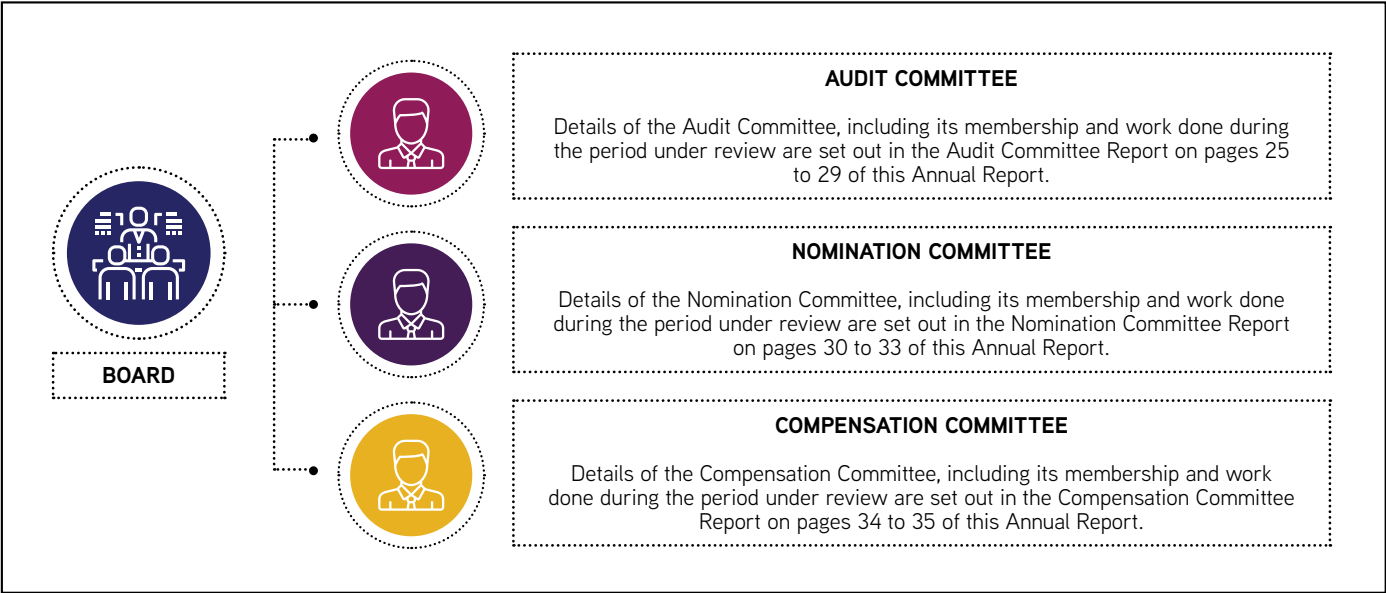 BOARD
AUDIT COMMITTEE
Details of the Audit Committee, including its membership and work done during
the period under review are set out in the Audit Committee Report on pages 25
to 29 of this Annual Report.
NOMINATION COMMITTEE
Details of the Nomination Committee, including its membership and work done
during the period under review are set out in the Nomination Committee Report
on pages 30 to 33 of this Annual Report.
COMPENSATION COMMITTEE
Details of the Compensation Committee, including its membership and work
done during the period under review are set out in the Compensation Committee
Report on pages 34 to 35 of this Annual Report.